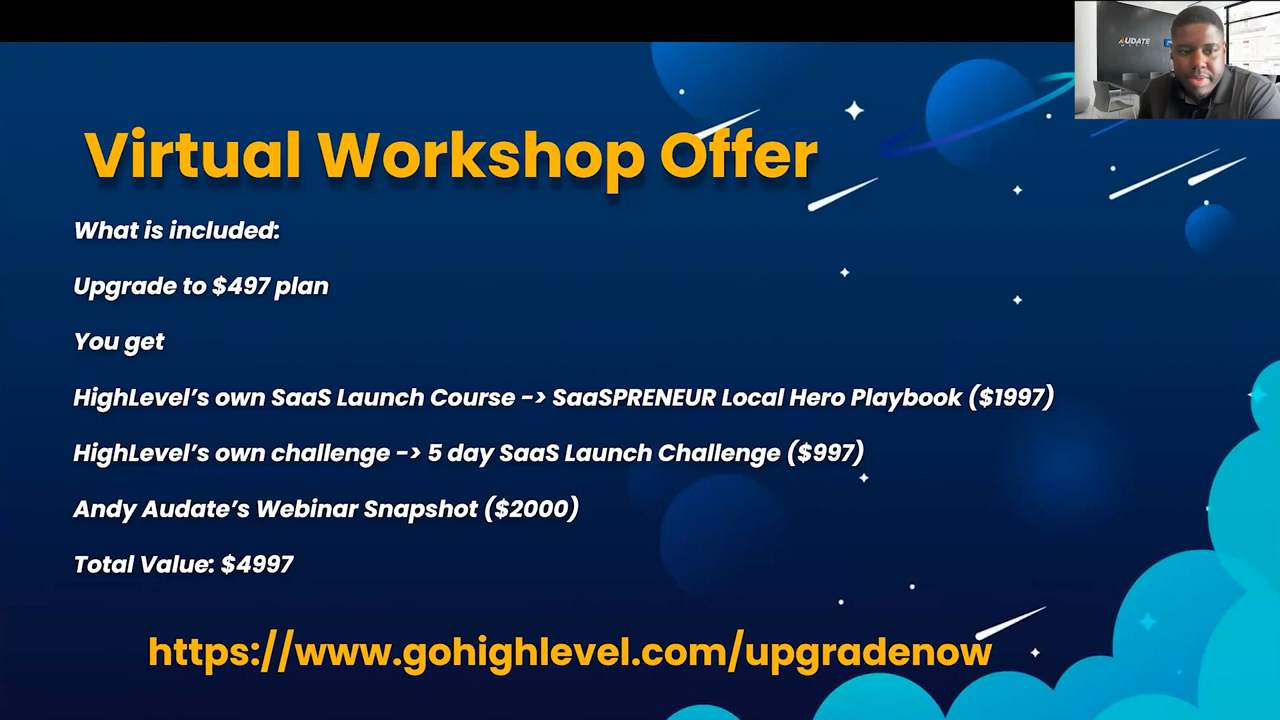 AUDATE
Virtual Workshop Offer
What is included:
Upgrade to $497 plan
You get
HighLevel’s own SaaS Launch Course -> SaaSPRENEUR Local Hero Playbook ($1997)
HighLevel’s own challenge -> 5 day SaaS Launch Challenge ($997)
Andy Audate’s Webinar Snapshot ($2000)
Total Value: $4997
https://www.gohighlevel.com/upgradenow